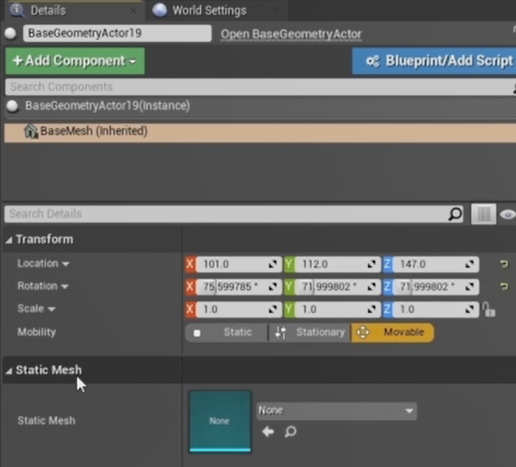 Details
World Settings
BaseGeometryActor19
Open BaseGeometryActor
+Add Component
Blueprint/Add Script
Search Components
BaseGeometryActor19(Instance)
BaseMesh (Inherited)
Search Details
Transform
Location X 101.0 Y 112.0 Z 147.0
Rotation X 75.599785 ° Y 71.999802 ° Z 71.999802 °
Scale X 1.0 Y 1.0 Z 1.0
Mobility Static Stationary Movable
Static Mesh
Static Mesh None None